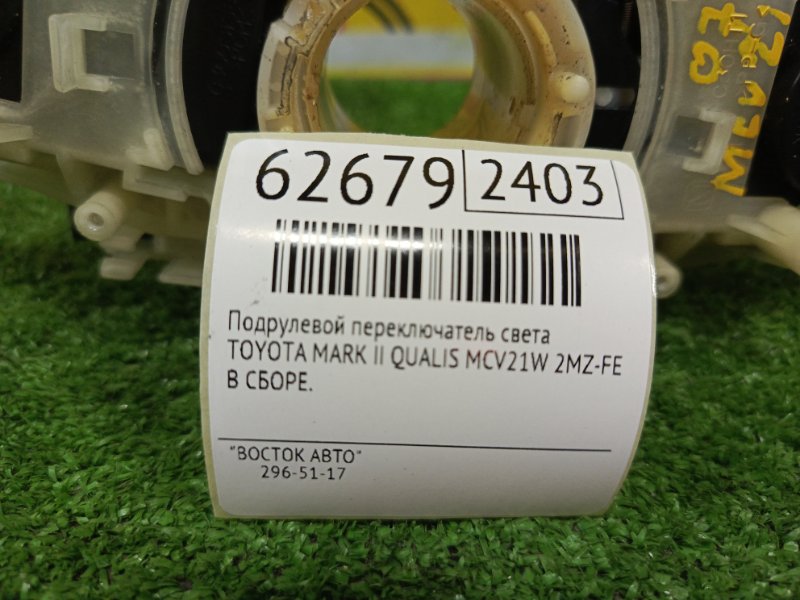 62679 2403
Подрулевой переключатель света
TOYOTA MARK II QUALIS MCV21W 2MZ-FE
В СБОРЕ.
"ВОСТОК АВТО"
296-51-17